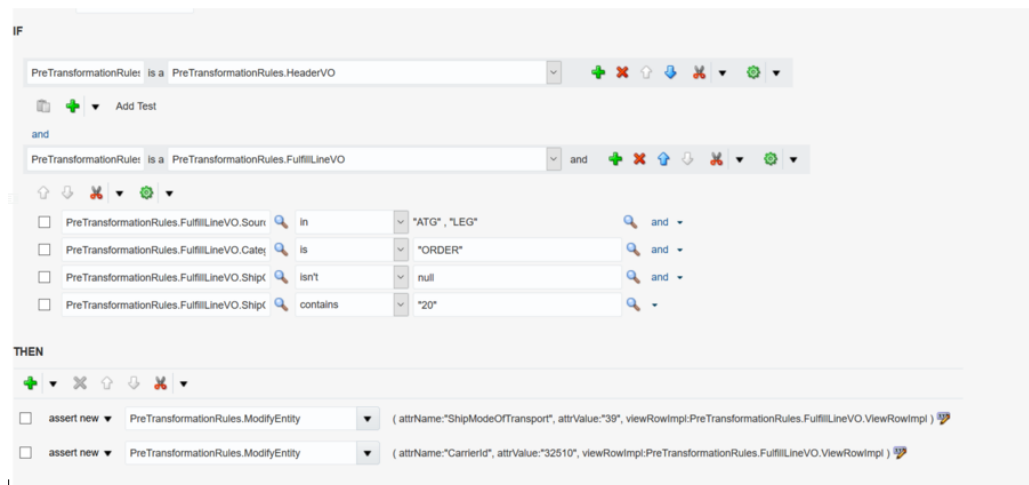 IF
PreTransformationRules is a PreTransformationRules.HeaderVO
Add Test
and
PreTransformationRules is a PreTransformationRules.FulfillLineVO and
PreTransformationRules.FulfillLineVO.Sour in "ATG" , "LEG" and
PreTransformationRules.FulfillLineVO.Cate is "ORDER" and
PreTransformationRules.FulfillLineVO.Ship isn't null and
PreTransformationRules.FulfillLineVO.Ship contains "20"
THEN
assert new PreTransformationRules.ModifyEntity ( attrName:"ShipModeOfTransport", attrValue:"39", viewRowImpl:PreTransformationRules.FulfillLineVO.ViewRowImpl )
assert new PreTransformationRules.ModifyEntity ( attrName:"CarrierId", attrValue:"32510", viewRowImpl:PreTransformationRules.FulfillLineVO.ViewRowImpl )